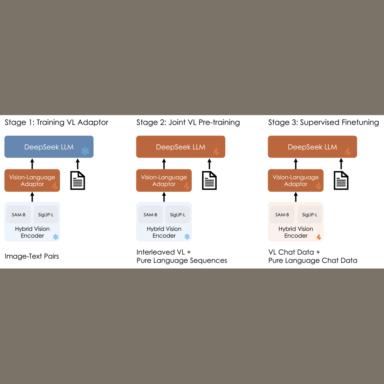 Stage 1: Training VL Adaptor
DeepSeek LLM
Vision-Language
Adaptor
SAM-B
SigLIP-L
Hybrid Vision
Encoder
Image-Text Pairs
Stage 2: Joint VL Pre-training
DeepSeek LLM
Vision-Language
Adaptor
SAM-B
SigLIP-L
Hybrid Vision
Encoder
Interleaved VL +
Pure Language Sequences
Stage 3: Supervised Finetuning
DeepSeek LLM
Vision-Language
Adaptor
SAM-B
SigLIP-L
Hybrid Vision
Encoder
VL Chat Data +
Pure Language Chat Data